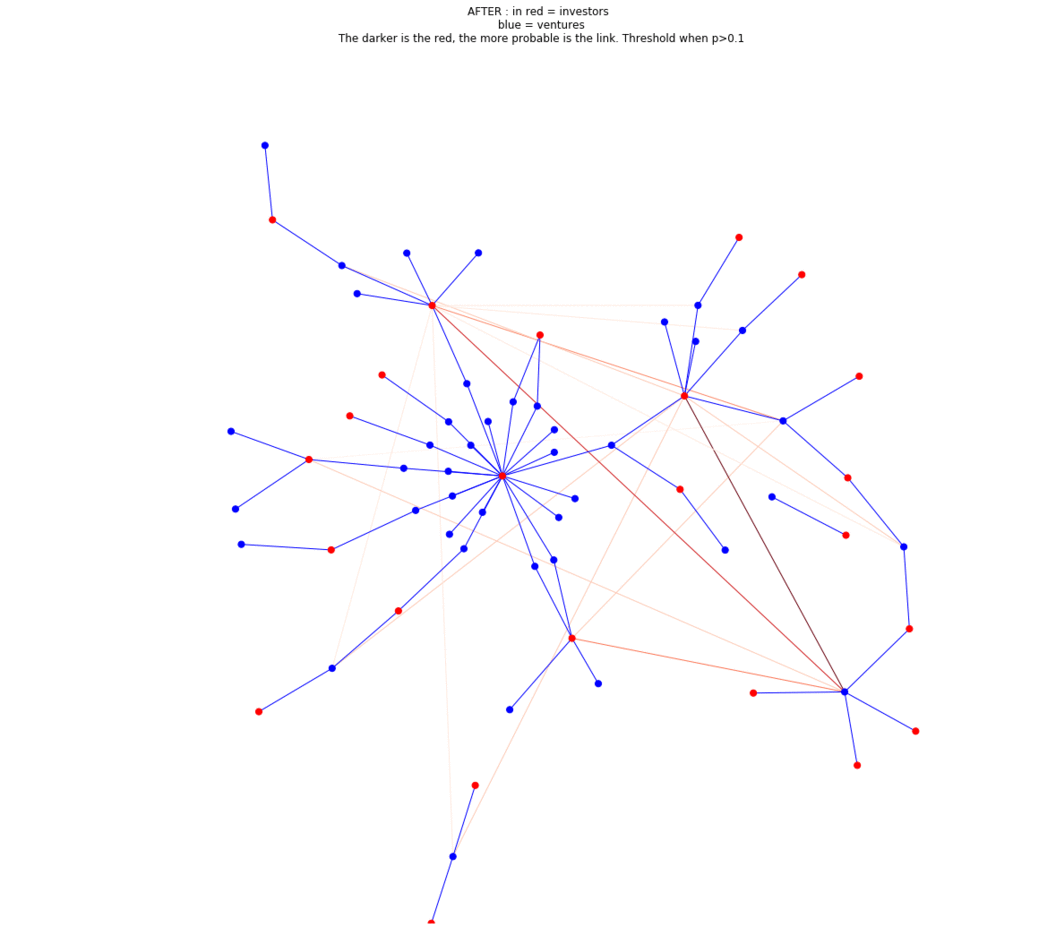 AFTER : in red = investors
blue = ventures
The darker is the red, the more probable is the link. Threshold when p>0.1